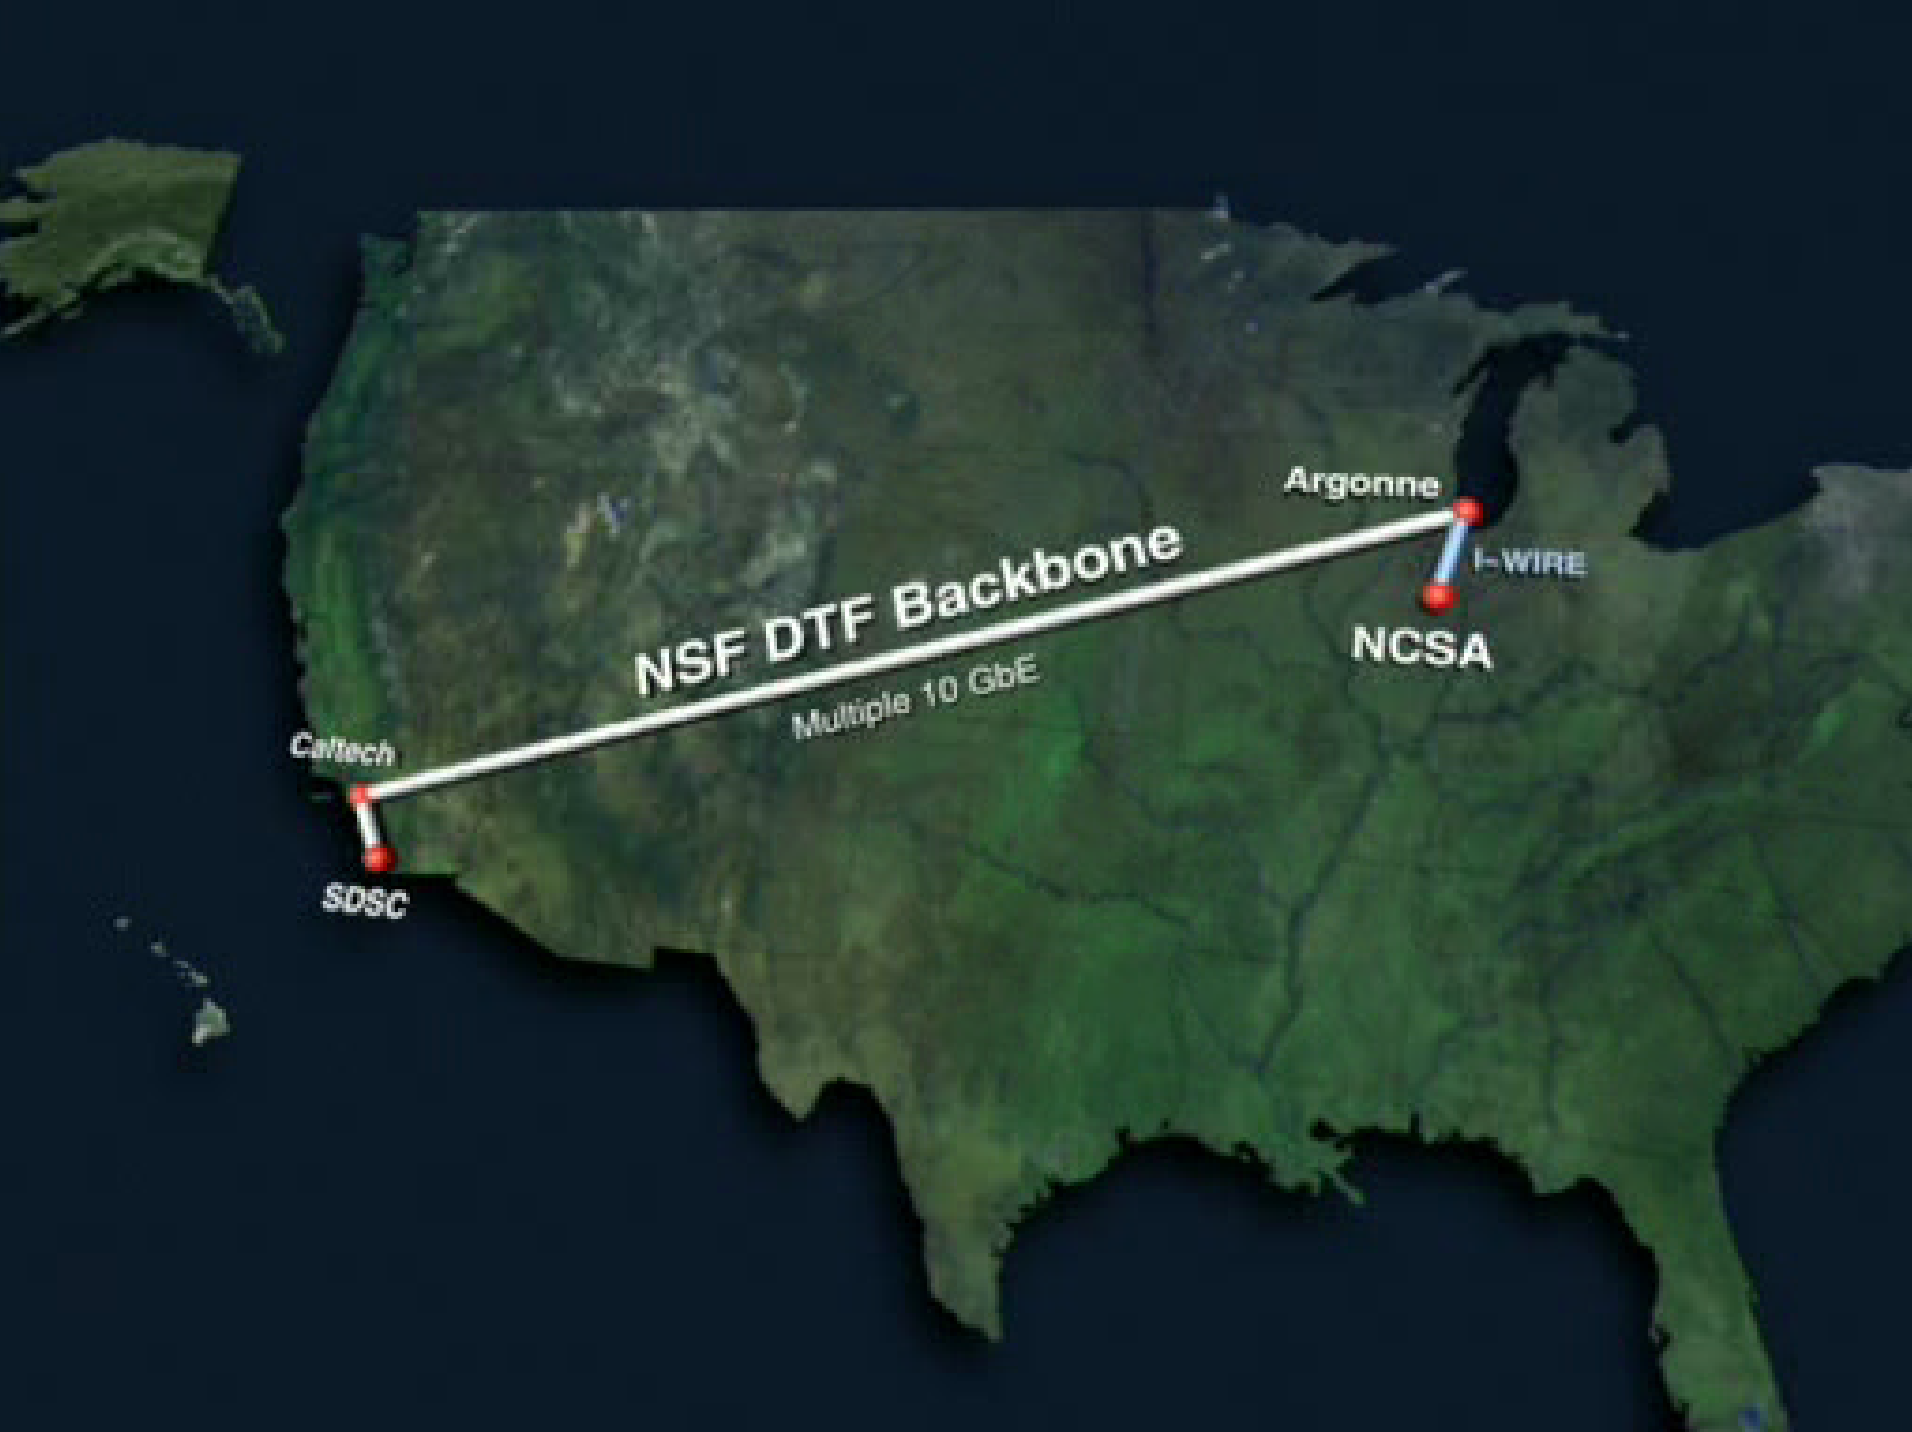 Argonne
NSF DTF Backbone
I-WIRE
NCSA
Multiple 10 GbE
Caltech
SDSC